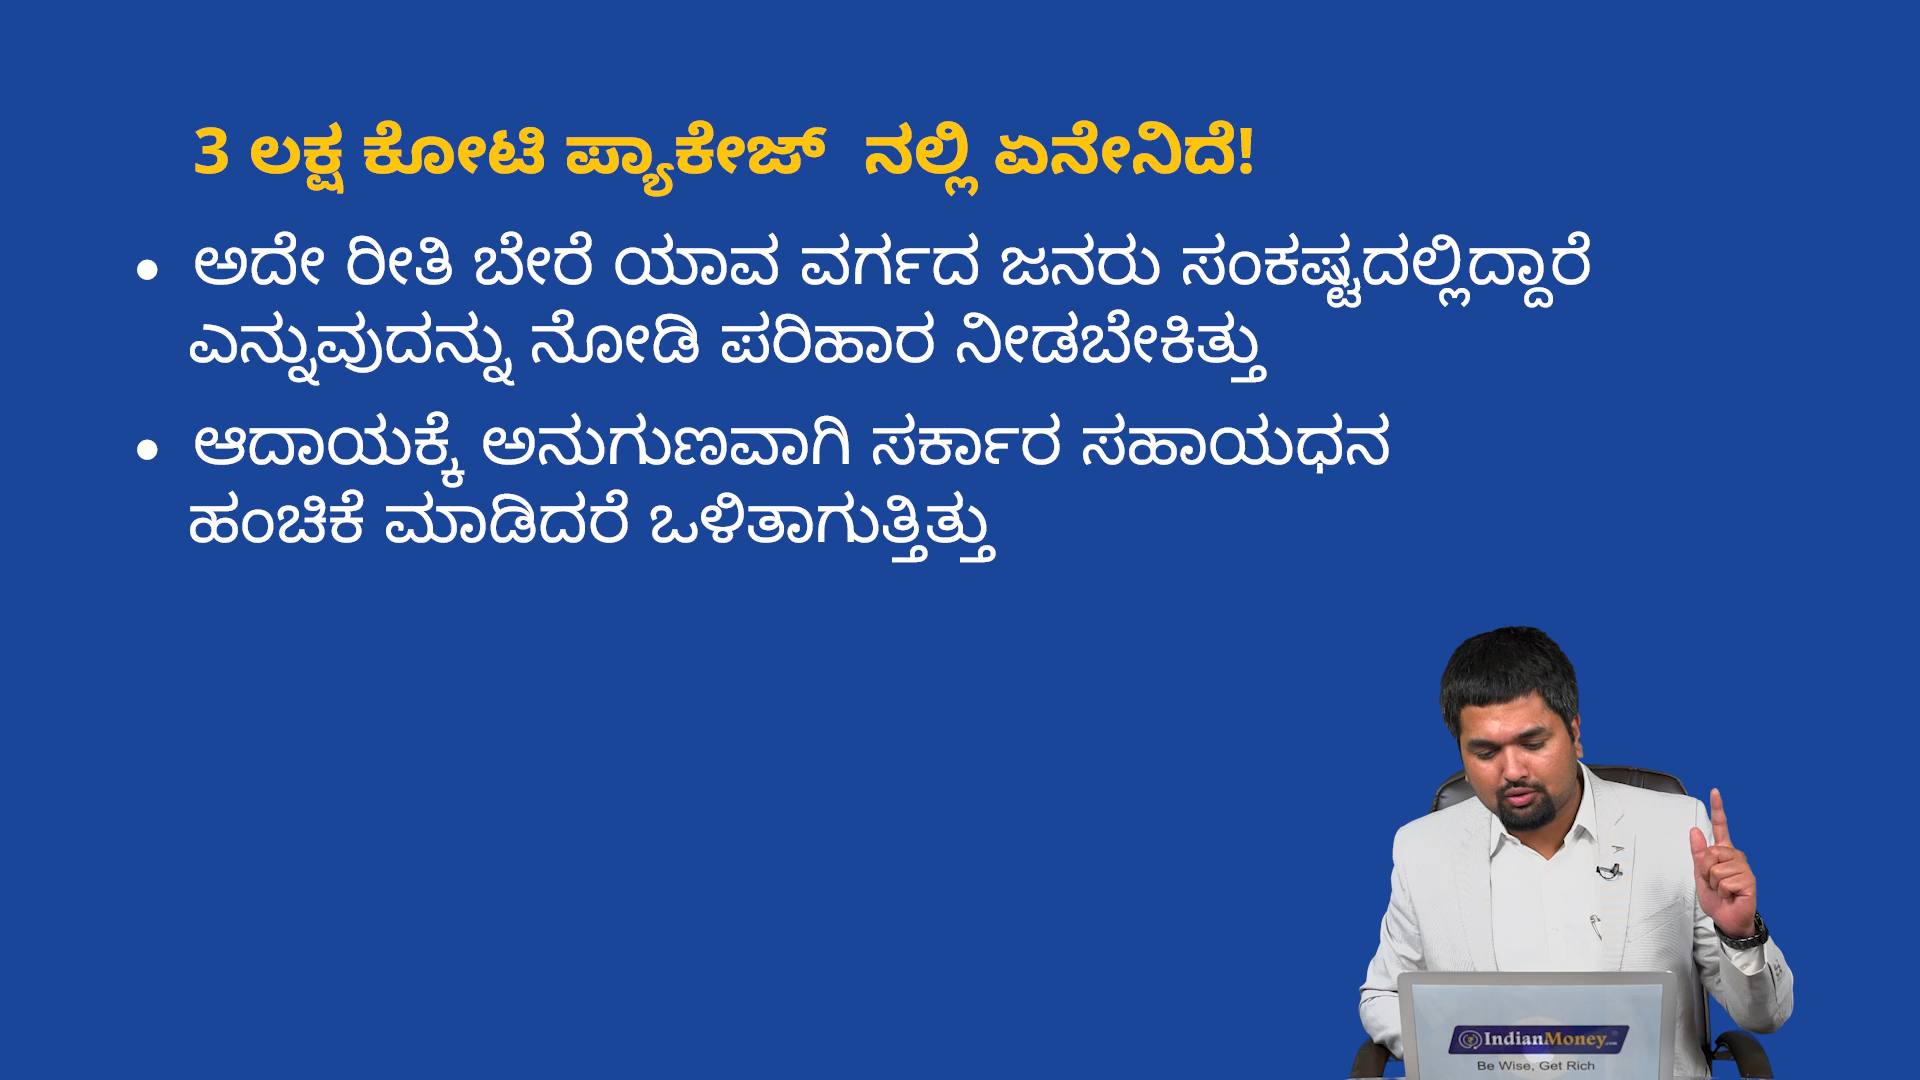 3 ಲಕ್ಷ ಕೋಟಿ ಪ್ಯಾಕೇಜ್ ನಲ್ಲಿ ಏನೇನಿದೆ!
• ಅದೇ ರೀತಿ ಬೇರೆ ಯಾವ ವರ್ಗದ ಜನರು ಸಂಕಷ್ಟದಲ್ಲಿದ್ದಾರೆ
ಎನ್ನುವುದನ್ನು ನೋಡಿ ಪರಿಹಾರ ನೀಡಬೇಕಿತ್ತು
• ಆದಾಯಕ್ಕೆ ಅನುಗುಣವಾಗಿ ಸರ್ಕಾರ ಸಹಾಯಧನ
ಹಂಚಿಕೆ ಮಾಡಿದರೆ ಒಳಿತಾಗುತ್ತಿತ್ತು
IndianMoney.com
Be Wise, Get Rich